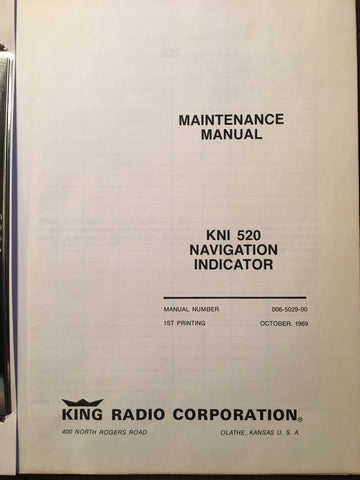 MAINTENANCE
MANUAL
KNI 520
NAVIGATION
INDICATOR
MANUAL NUMBER 006-5029-00
1ST PRINTING OCTOBER, 1969
KING RADIO CORPORATION®
400 NORTH ROGERS ROAD OLATHE, KANSAS U. S. A.